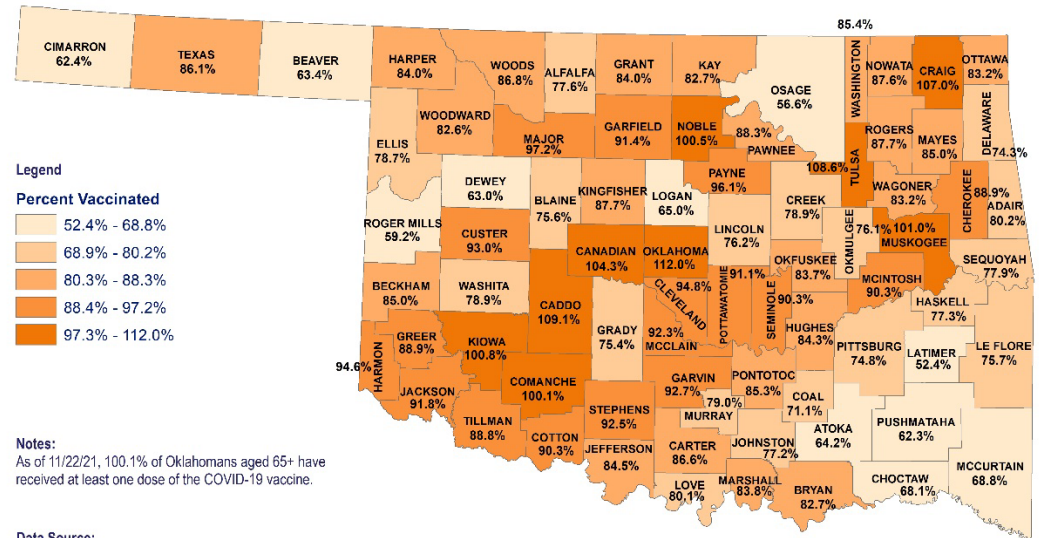 85.4%
CIMARRON
62.4%
TEXAS
86.1%
BEAVER
63.4%
HARPER
84.0%
WOODS
86.8%
ALFALFA
77.6%
GRANT
84.0%
KAY
82.7%
OSAGE
56.6%
WASHINGTON
NOWATA
87.6%
CRAIG
107.0%
OTTAWA
83.2%
WOODWARD
82.6%
ELLIS
78.7%
MAJOR
97.2%
GARFIELD
91.4%
NOBLE
100.5%
88.3%
PAWNEE
ROGERS
87.7%
MAYES
85.0%
DELAWARE
74.3%
108.6%
TULSA
Legend
Percent Vaccinated
52.4% - 68.8%
68.9% - 80.2%
80.3% - 88.3%
88.4% - 97.2%
97.3% - 112.0%
DEWEY
63.0%
BLAINE
75.6%
KINGFISHER
87.7%
LOGAN
65.0%
PAYNE
96.1%
CREEK
78.9%
WAGONER
83.2%
CHEROKEE
88.9%
ADAIR
80.2%
ROGER MILLS
59.2%
CUSTER
93.0%
CANADIAN
104.3%
OKLAHOMA
112.0%
LINCOLN
76.2%
OKMULGEE
76.1%
101.0%
MUSKOGEE
OKFUSKEE
83.7%
SEQUOYAH
77.9%
BECKHAM
85.0%
WASHITA
78.9%
CADDO
109.1%
GRADY
75.4%
94.8%
CLEVELAND
91.1%
POTTAWATOMIE
SEMINOLE
90.3%
MCINTOSH
90.3%
HASKELL
77.3%
GREER
88.9%
KIOWA
100.8%
92.3%
MCCLAIN
HUGHES
84.3%
PITTSBURG
74.8%
LATIMER
52.4%
LE FLORE
75.7%
94.6%
HARMON
JACKSON
91.8%
COMANCHE
100.1%
GARVIN
92.7%
PONTOTOC
85.3%
COAL
71.1%
TILLMAN
88.8%
COTTON
90.3%
STEPHENS
92.5%
79.0%
MURRAY
ATOKA
64.2%
PUSHMATAHA
62.3%
JEFFERSON
84.5%
CARTER
86.6%
JOHNSTON
77.2%
LOVE
80.1%
MARSHALL
83.8%
BRYAN
82.7%
CHOCTAW
68.1%
MCCURTAIN
68.8%
Notes:
As of 11/22/21, 100.1% of Oklahomans aged 65+ have
received at least one dose of the COVID-19 vaccine.
Data Source: